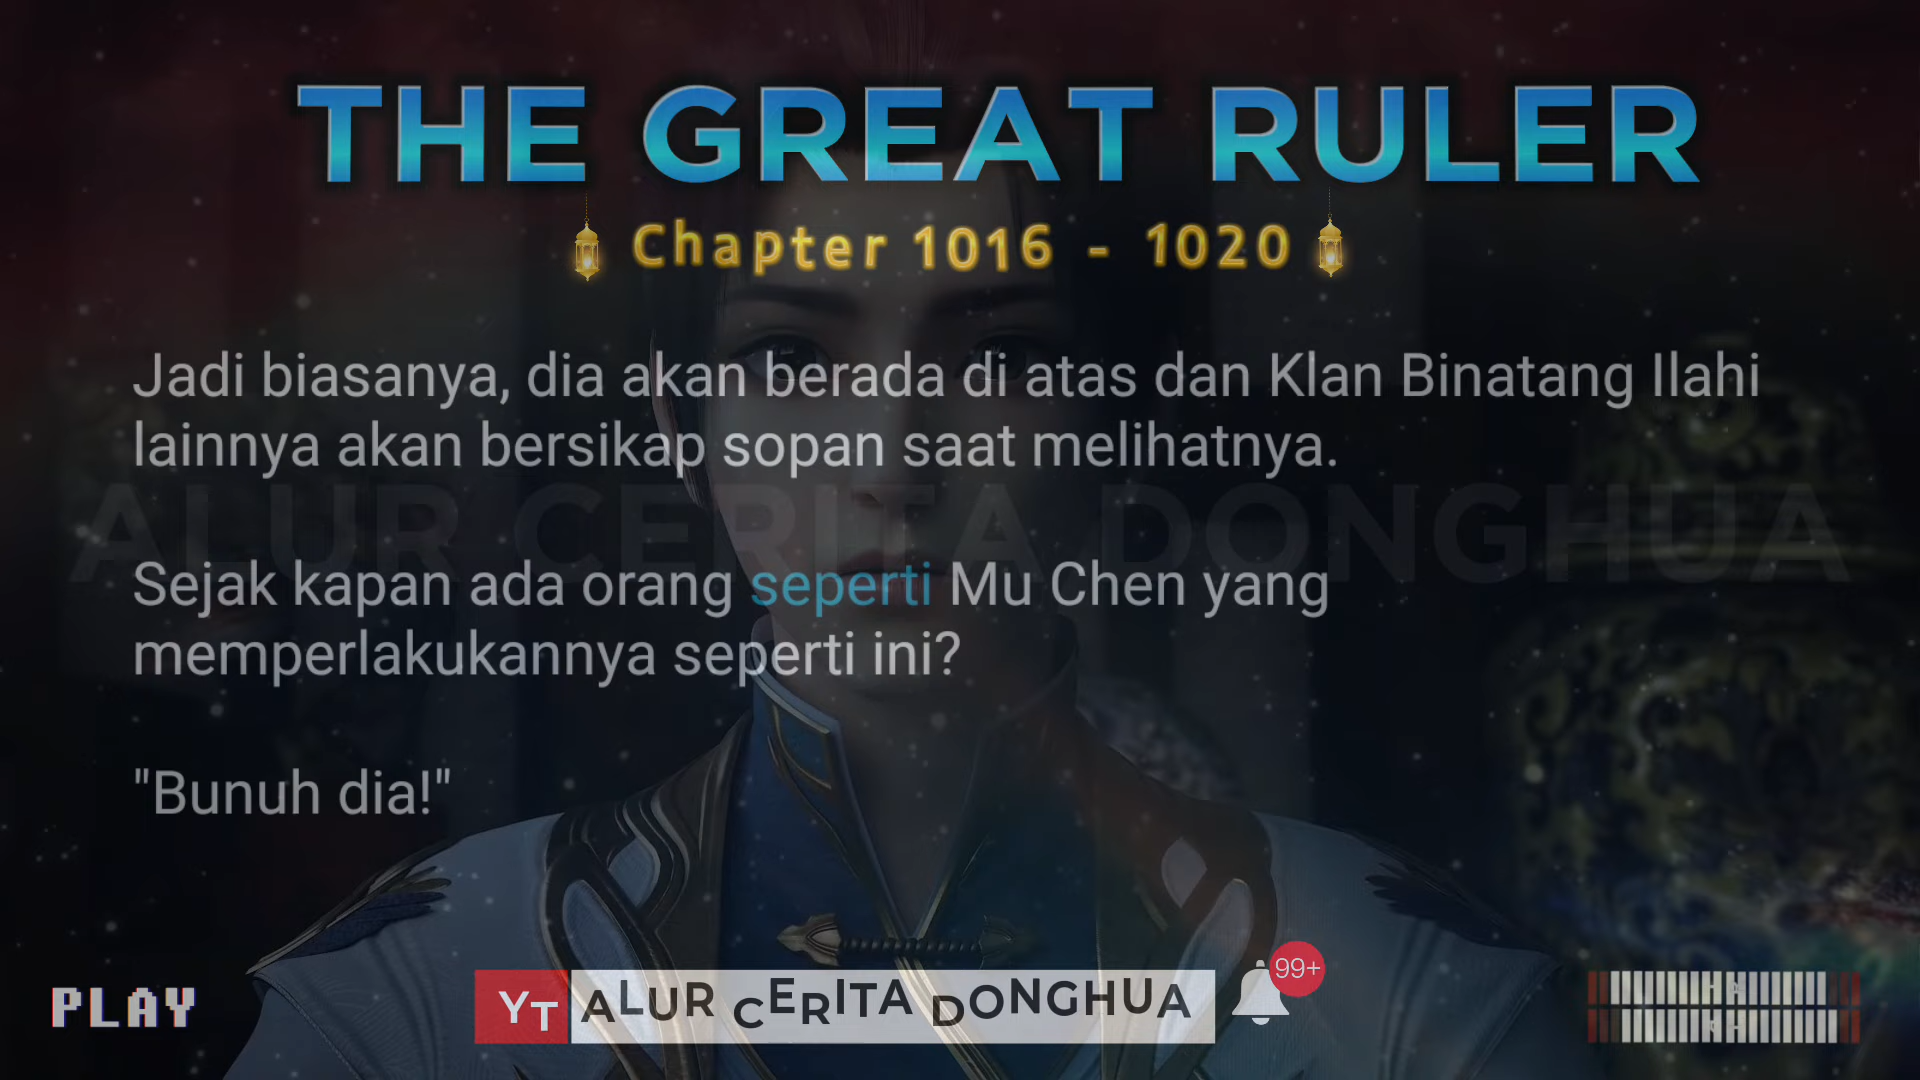 THE GREAT RULER
Chapter 1016 - 1020
Jadi biasanya, dia akan berada di atas dan Klan Binatang Ilahi
lainnya akan bersikap sopan saat melihatnya.
ALUR CERITA DONGHUA
Sejak kapan ada orang seperti Mu Chen yang
memperlakukannya seperti ini?
"Bunuh dia!"
PLAY
YT ALUR CERITA DONGHUA
99+